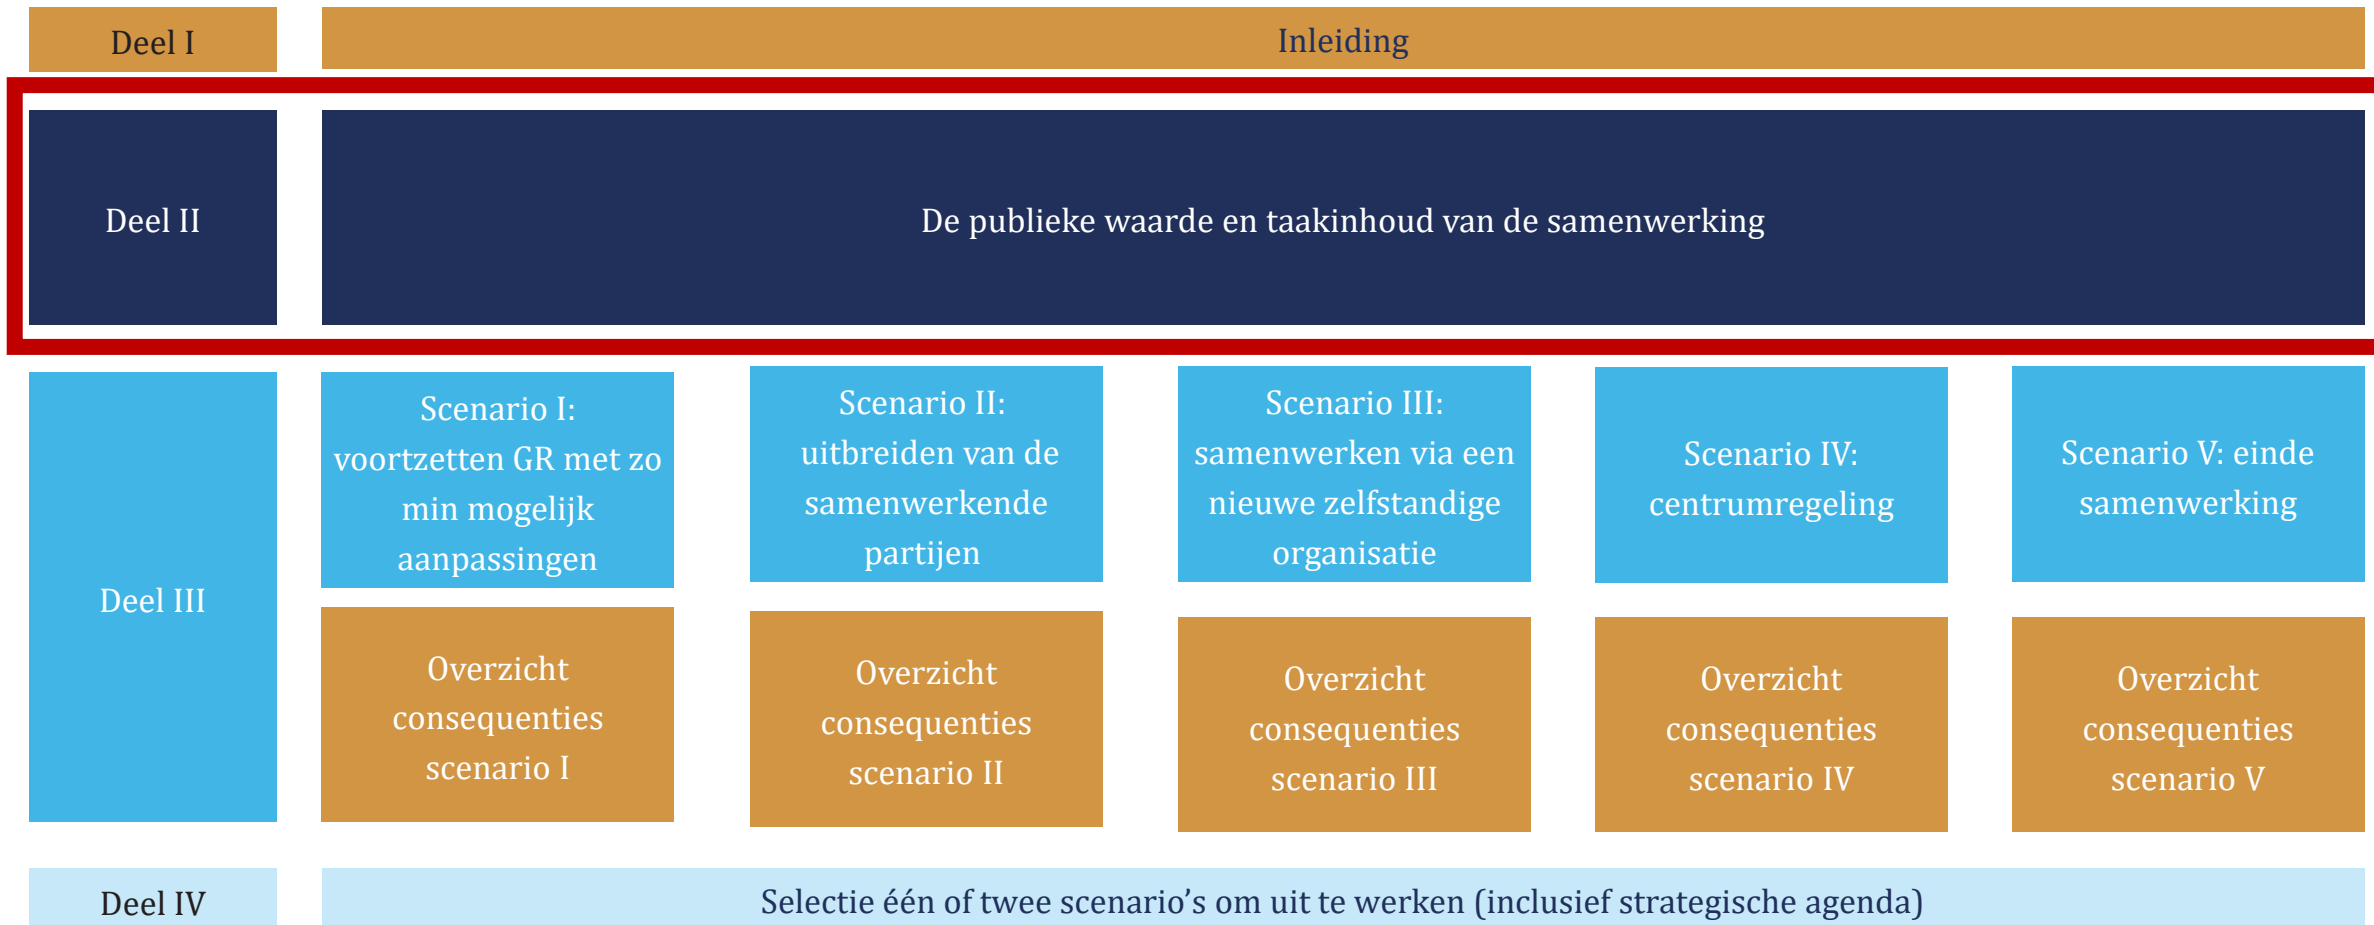 Deel I
Inleiding
Deel II
De publieke waarde en taakinhoud van de samenwerking
Deel III
Scenario I:
voortzetten GR met zo
min mogelijk
aanpassingen
Scenario II:
uitbreiden van de
samenwerkende
partijen
Scenario III:
samenwerken via een
nieuwe zelfstandige
organisatie
Scenario IV:
centrumregeling
Scenario V: einde
samenwerking
Overzicht
consequenties
scenario I
Overzicht
consequenties
scenario II
Overzicht
consequenties
scenario III
Overzicht
consequenties
scenario IV
Overzicht
consequenties
scenario V
Deel IV
Selectie één of twee scenario’s om uit te werken (inclusief strategische agenda)